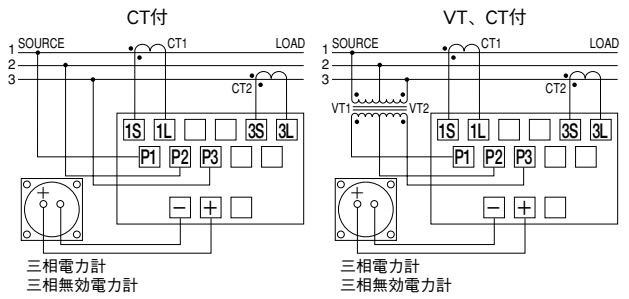 CT付
1 SOURCE CT1 LOAD
2
3
CT2
1S 1L 3S 3L
P1 P2 P3
+
− +
三相電力計
三相無効電力計
VT、CT付
1 SOURCE CT1 LOAD
2
3
CT2
VT1 VT2
1S 1L 3S 3L
P1 P2 P3
+
− +
三相電力計
三相無効電力計